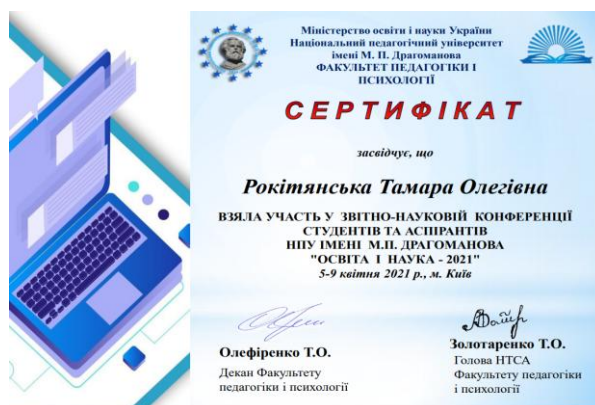 Міністерство освіти і науки України
Національний педагогічний університет
імені М. П. Драгоманова
ФАКУЛЬТЕТ ПЕДАГОГІКИ І
ПСИХОЛОГІЇ
СЕРТИФІКАТ
засвідчує, що
Рокітянська Тамара Олегівна
ВЗЯЛА УЧАСТЬ У ЗВІТНО-НАУКОВІЙ КОНФЕРЕНЦІЇ
СТУДЕНТІВ ТА АСПІРАНТІВ
НПУ ІМЕНІ М.П. ДРАГОМАНОВА
"ОСВІТА І НАУКА - 2021"
5-9 квітня 2021 р., м. Київ
Олефіренко Т.О.
Декан Факультету
педагогіки і психології
Золотаренко Т.О.
Голова НТСА
Факультету педагогіки
і психології